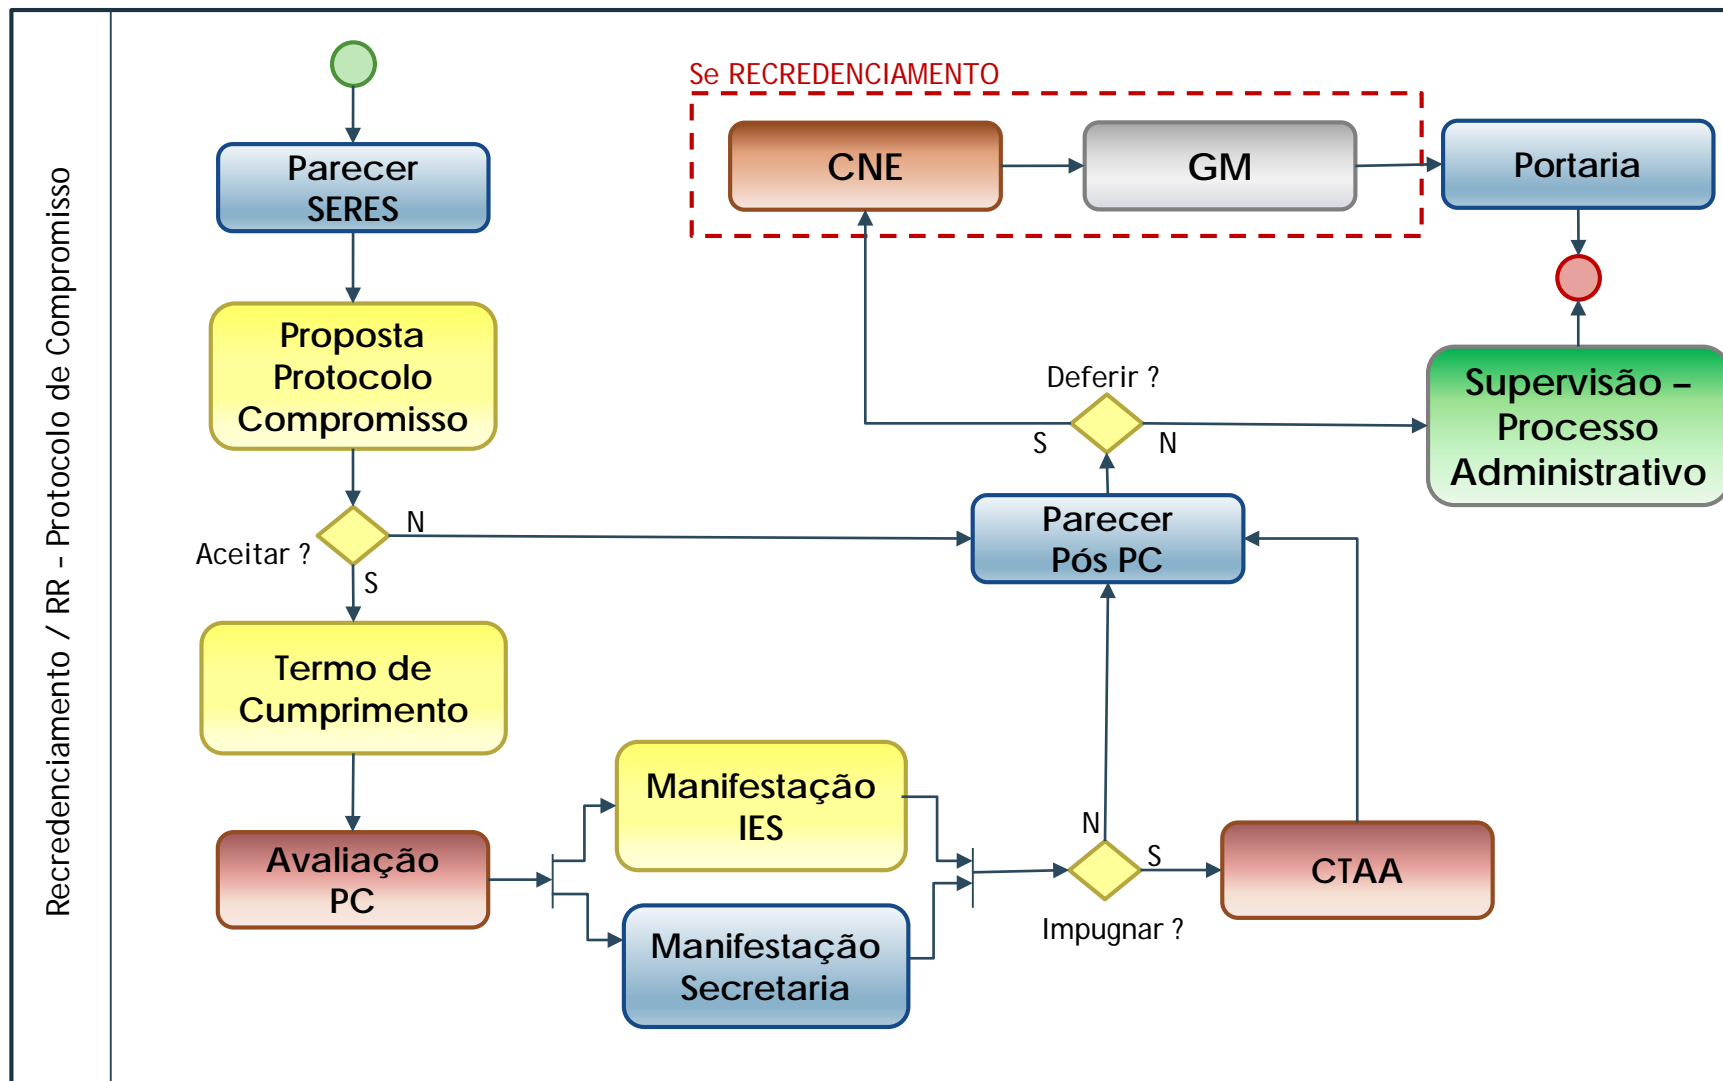 Recredenciamento / RR - Protocolo de Compromisso
Parecer
SERES
Proposta
Protocolo
Compromisso
Aceitar ?
N
S
Termo de
Cumprimento
Avaliação
PC
Manifestação
IES
Manifestação
Secretaria
Impugnar ?
N
S
CTAA
Parecer
Pós PC
Deferir ?
S
N
Se RECREDENCIAMENTO
CNE
GM
Portaria
Supervisão –
Processo
Administrativo